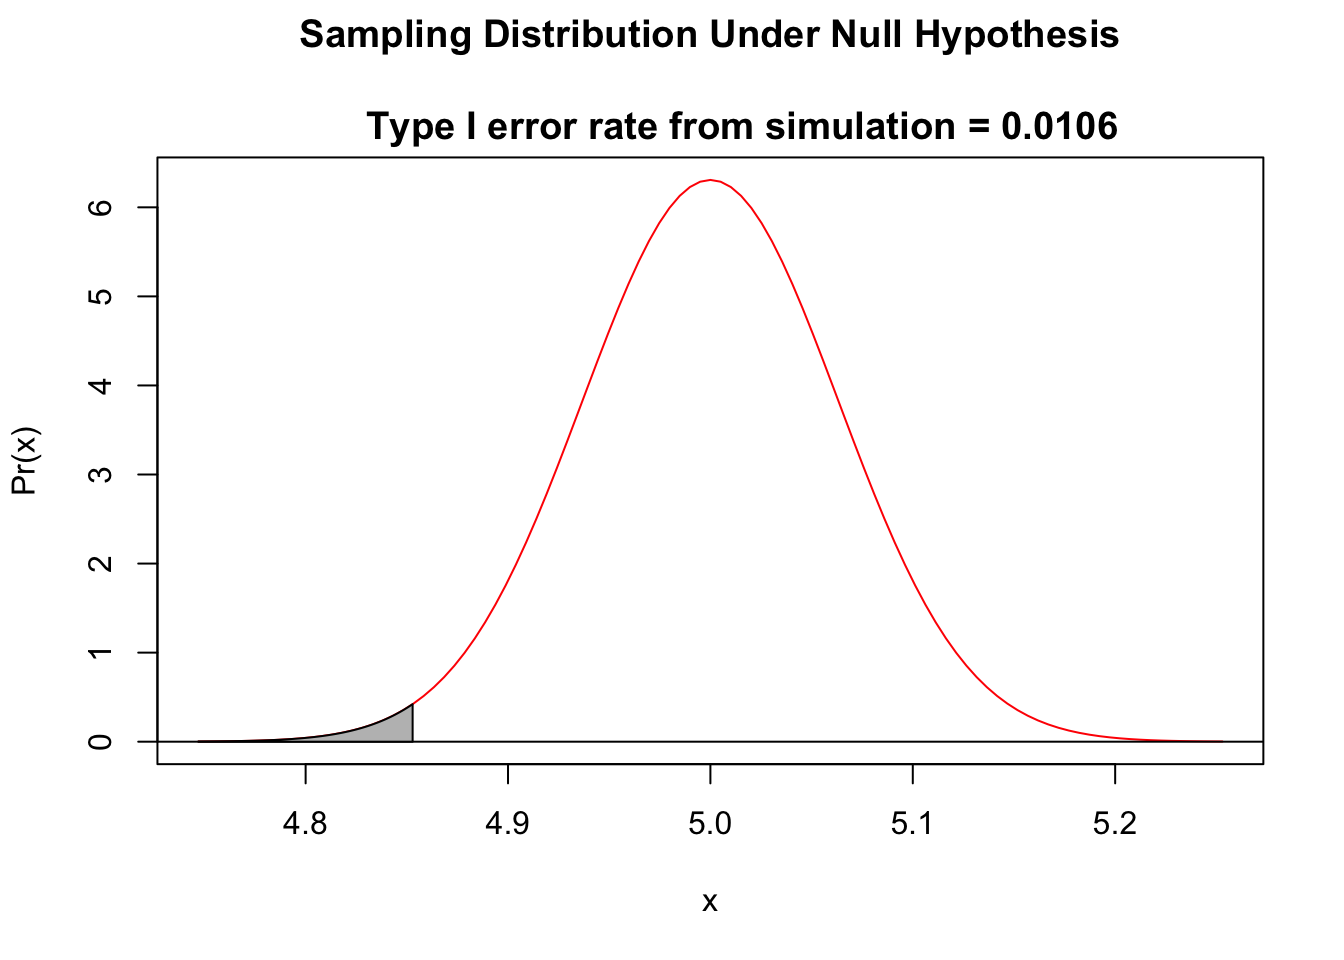 Sampling Distribution Under Null Hypothesis
Type I error rate from simulation = 0.0106
Pr(x)
6
5
4
3
2
1
0
4.8 4.9 5.0 5.1 5.2
x